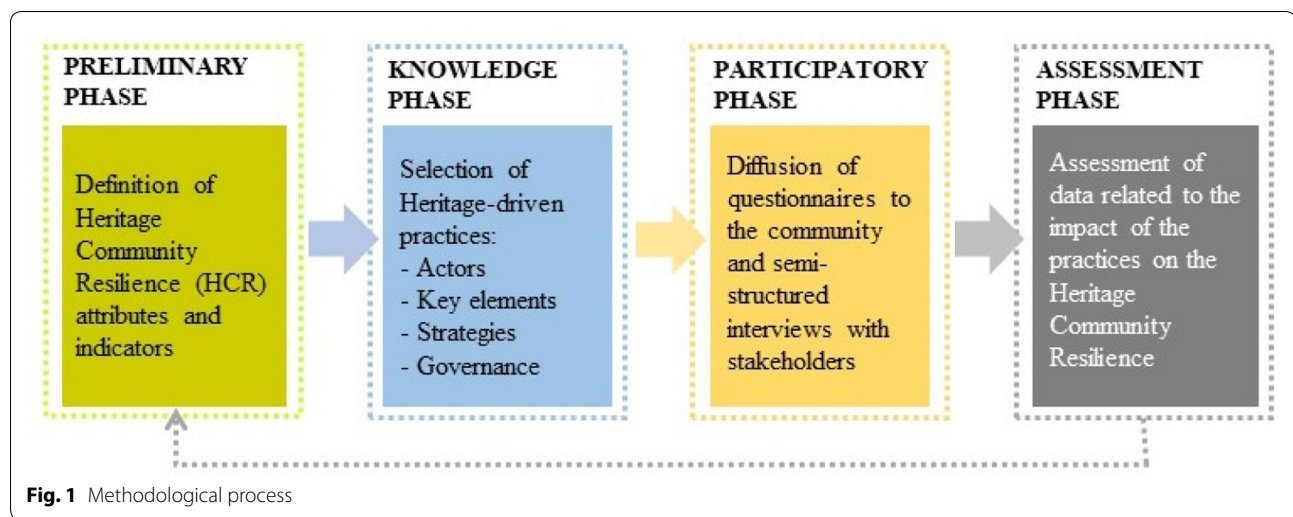 PRELIMINARY
PHASE
Definition of
Heritage
Community
Resilience (HCR)
attributes and
indicators
KNOWLEDGE
PHASE
Selection of
Heritage-driven
practices:
- Actors
- Key elements
- Strategies
- Governance
PARTICIPATORY
PHASE
Diffusion of
questionnaires to
the community
and semi-
structured
interviews with
stakeholders
ASSESSMENT
PHASE
Assessment of
data related to the
impact of the
practices on the
Heritage
Community
Resilience
Fig. 1 Methodological process